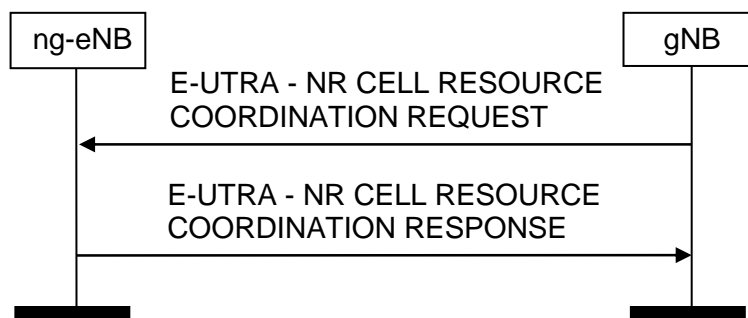 ng-eNB
gNB
E-UTRA - NR CELL RESOURCE
COORDINATION REQUEST
E-UTRA - NR CELL RESOURCE
COORDINATION RESPONSE